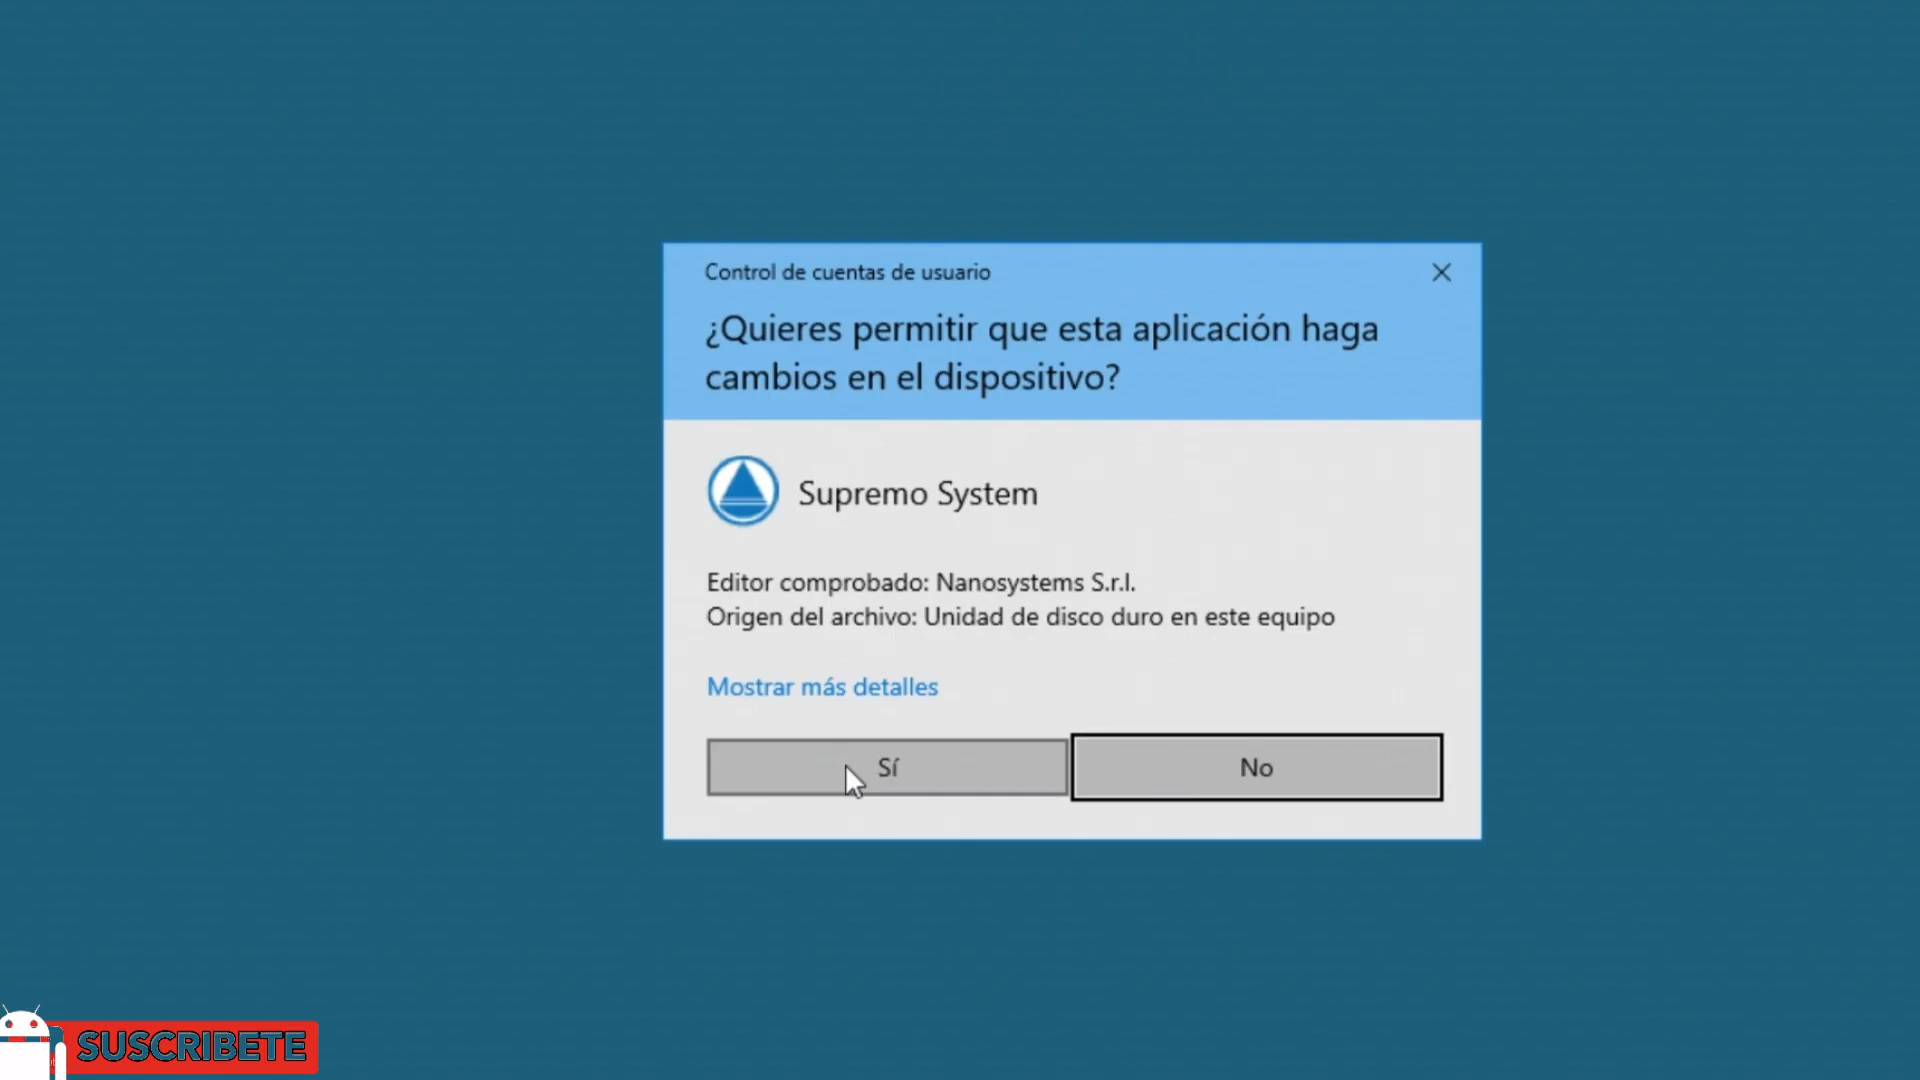 Control de cuentas de usuario
¿Quieres permitir que esta aplicación haga
cambios en el dispositivo?
Supremo System
Editor comprobado: Nanosystems S.r.l.
Origen del archivo: Unidad de disco duro en este equipo
Mostrar más detalles
Sí
No
SUSCRIBETE